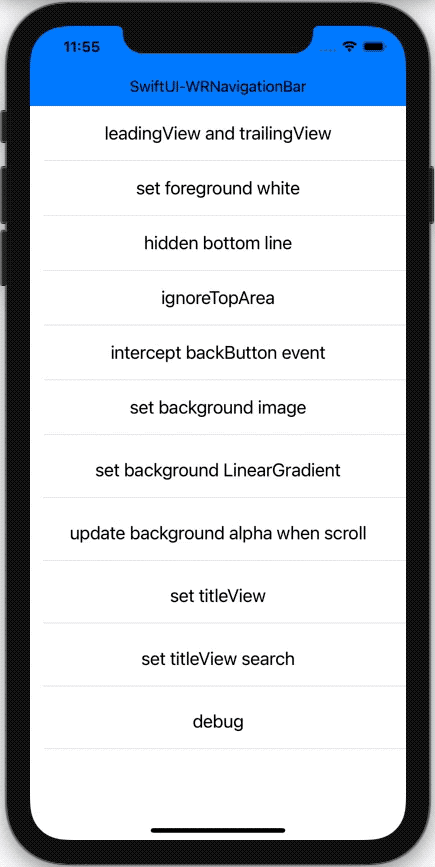 11:55
SwiftUI-WRNavigationBar
leadingView and trailingView
set foreground white
hidden bottom line
ignoreTopArea
intercept backButton event
set background image
set background LinearGradient
update background alpha when scroll
set titleView
set titleView search
debug